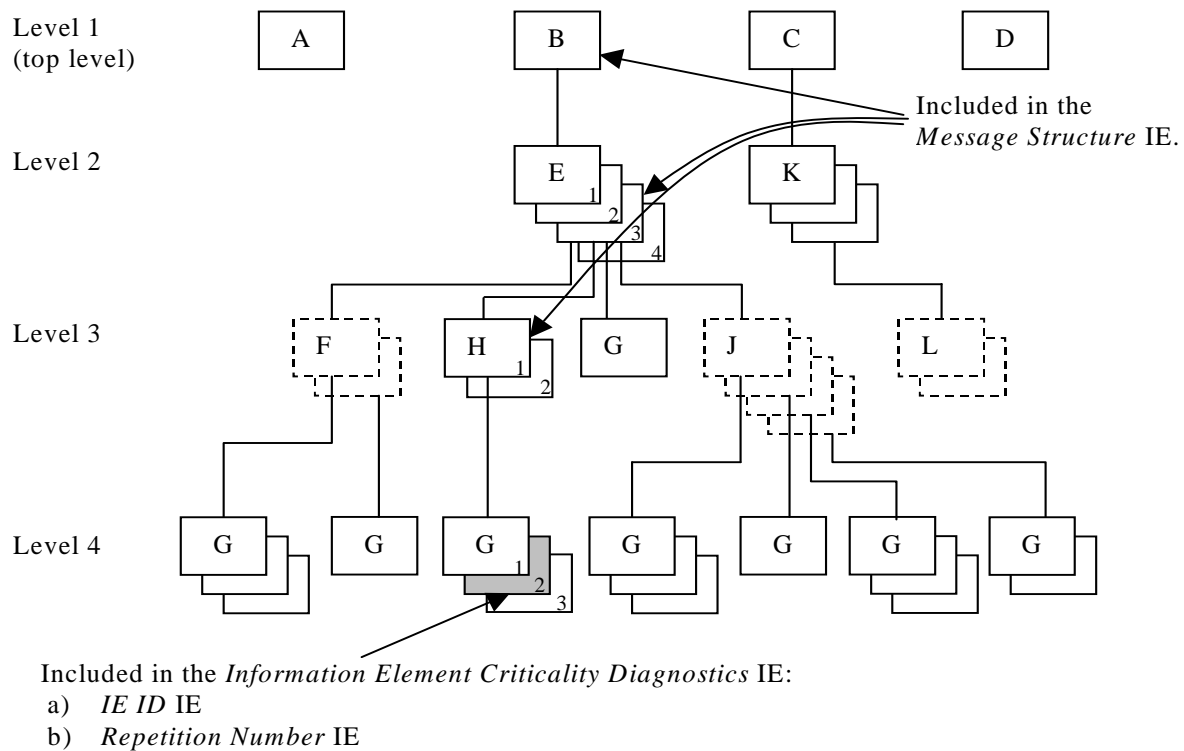 Level 1
(top level)
A
B
C
D
Included in the
Message Structure IE.
Level 2
E
1
2
3
4
K
Level 3
F
H
1
2
G
J
L
Level 4
G
G
G
1
2
3
G
G
G
G
Included in the Information Element Criticality Diagnostics IE:
a) IE ID IE
b) Repetition Number IE